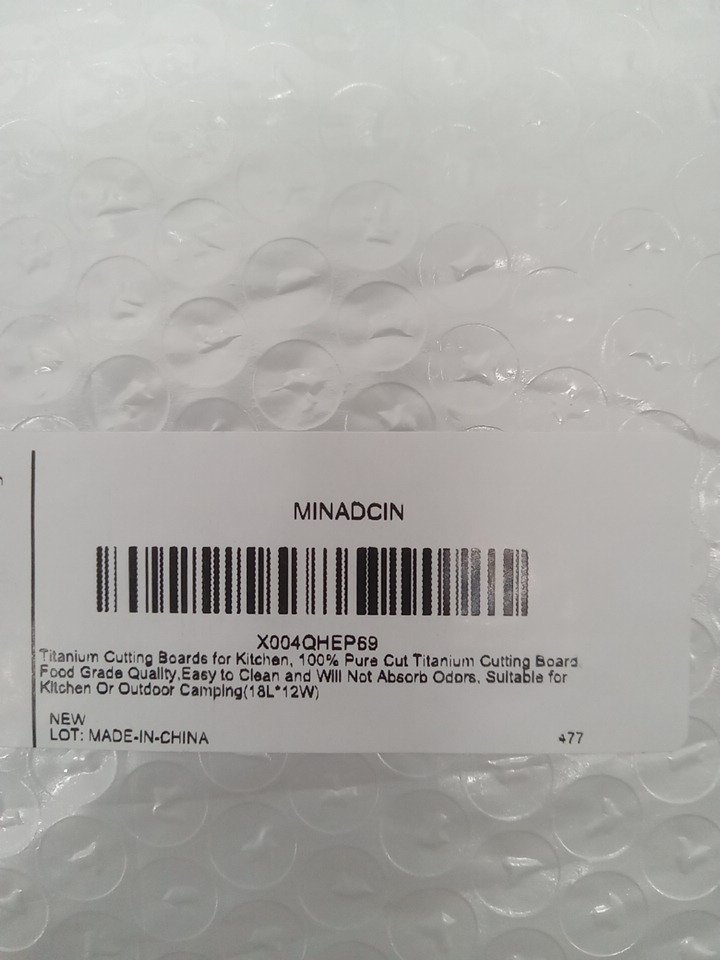 MINADCIN
X004QHEP69
Titanium Cutting Boards for Kitchen, 100% Pure Cut Titanium Cutting Board
Food Grade Quality,Easy to Clean and Will Not Absorb Odors, Suitable for
Kitchen Or Outdoor Camping(18L*12W)
NEW
LOT: MADE-IN-CHINA
477